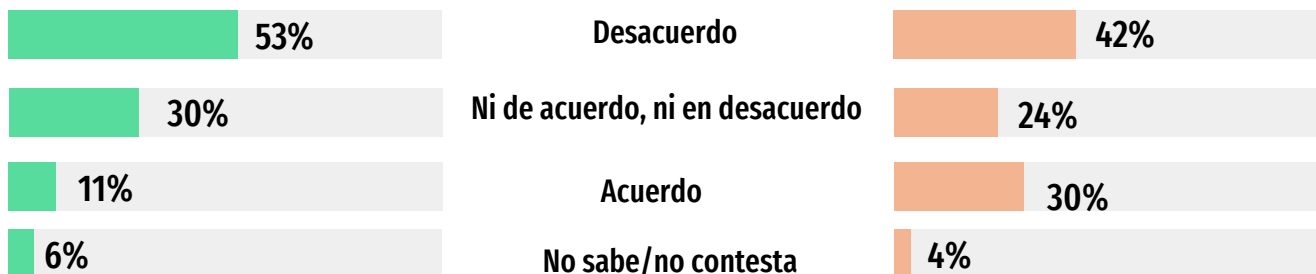 53% Desacuerdo 42%
30% Ni de acuerdo, ni en desacuerdo 24%
11% Acuerdo 30%
6% No sabe/no contesta 4%